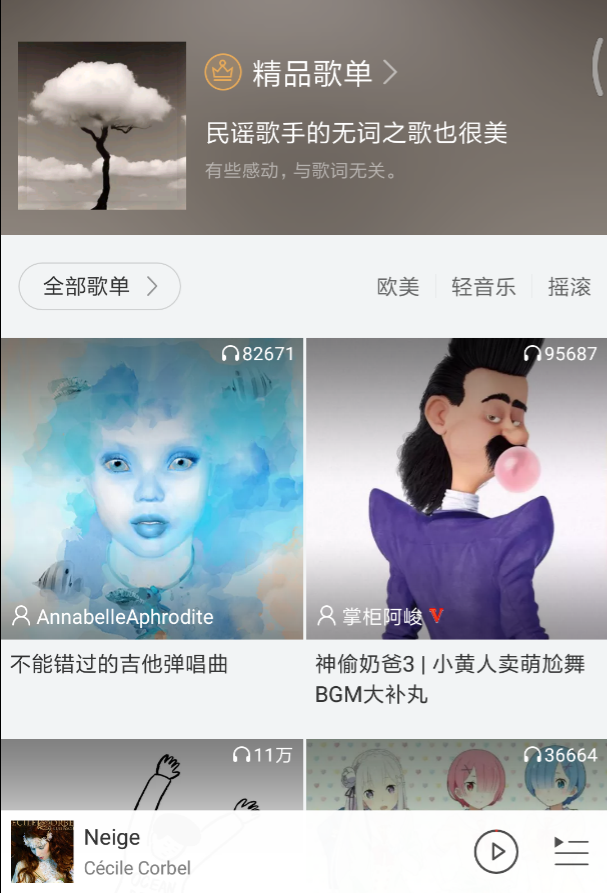 精品歌单
民谣歌手的无词之歌也很美
有些感动，与歌词无关。
全部歌单
欧美 轻音乐 摇滚
82671
95687
AnnabelleAphrodite
掌柜阿峻 V
不能错过的吉他弹唱曲
神偷奶爸3 | 小黄人卖萌尬舞
BGM大补丸
11万
36664
Neige
Cécile Corbel